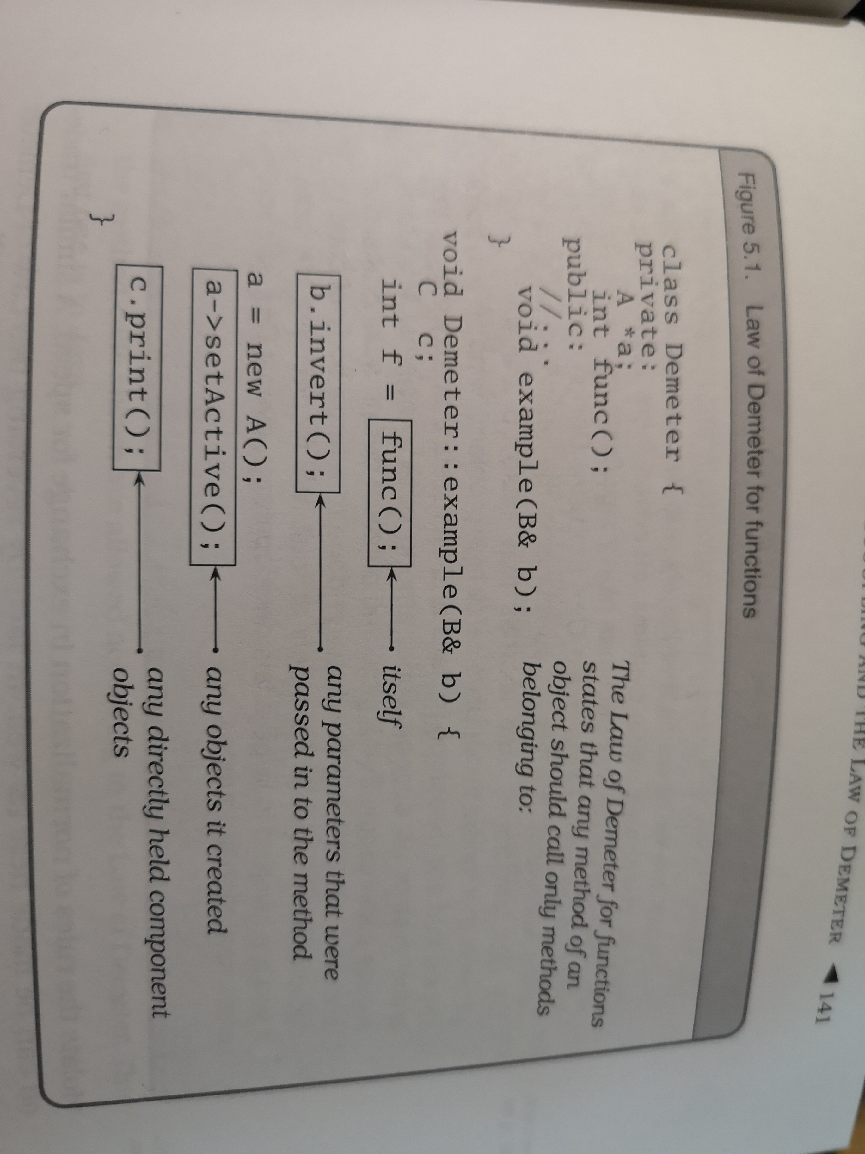 AND THE LAW OF DEMETER ◀ 141
Figure 5.1. Law of Demeter for functions
class Demeter {
private:
A *a;
int func();
public:
//...
void example(B& b);
}
The Law of Demeter for functions
states that any method of an
object should call only methods
belonging to:
void Demeter::example(B& b) {
C c;
int f = func();
itself
b.invert();
any parameters that were
passed in to the method
a = new A();
a->setActive();
any objects it created
c.print();
any directly held component
objects
}